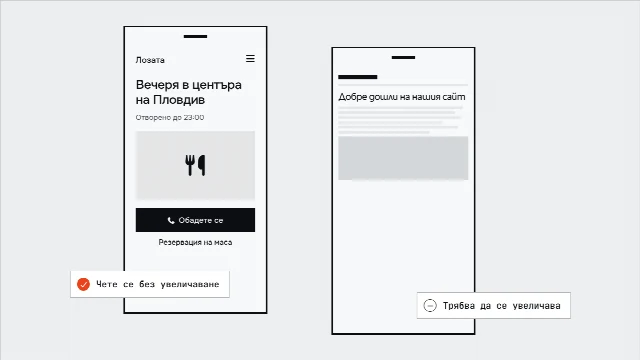 Лозата
Вечеря в центъра
на Пловдив
Отворено до 23:00
Обадете се
Резервация на маса
Чете се без увеличаване
Добре дошли на нашия сайт
Трябва да се увеличава